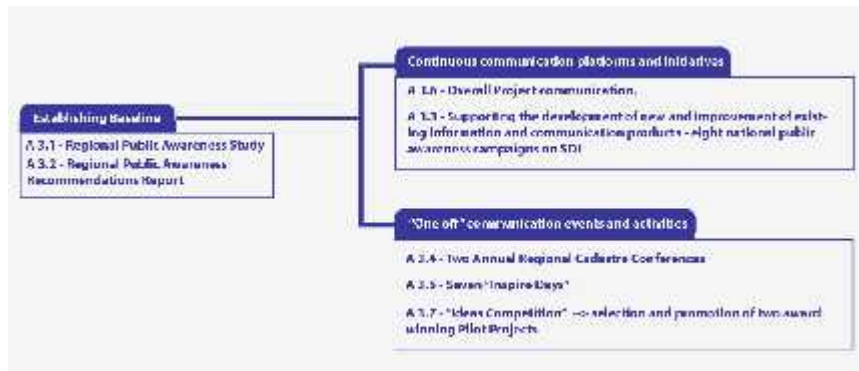 Establishing Baseline
A 3.1 - Regional Public Awareness Study
A 3.2 - Regional Public Awareness
Recommendations Report
Continuous communication platforms and initiatives
A 3.6 - Overall Project communication,
A 3.3 - Supporting the development of new and improvement of exist-
ing information and communication products - eight national public
awareness campaigns on SDI
"One off" communication events and activities
A 3.4 - Two Annual Regional Cadastre Conferences
A 3.5 - Seven "Inspire Days"
A 3.7 - "Ideas Competition" --> selection and promotion of two award
winning Pilot Projects